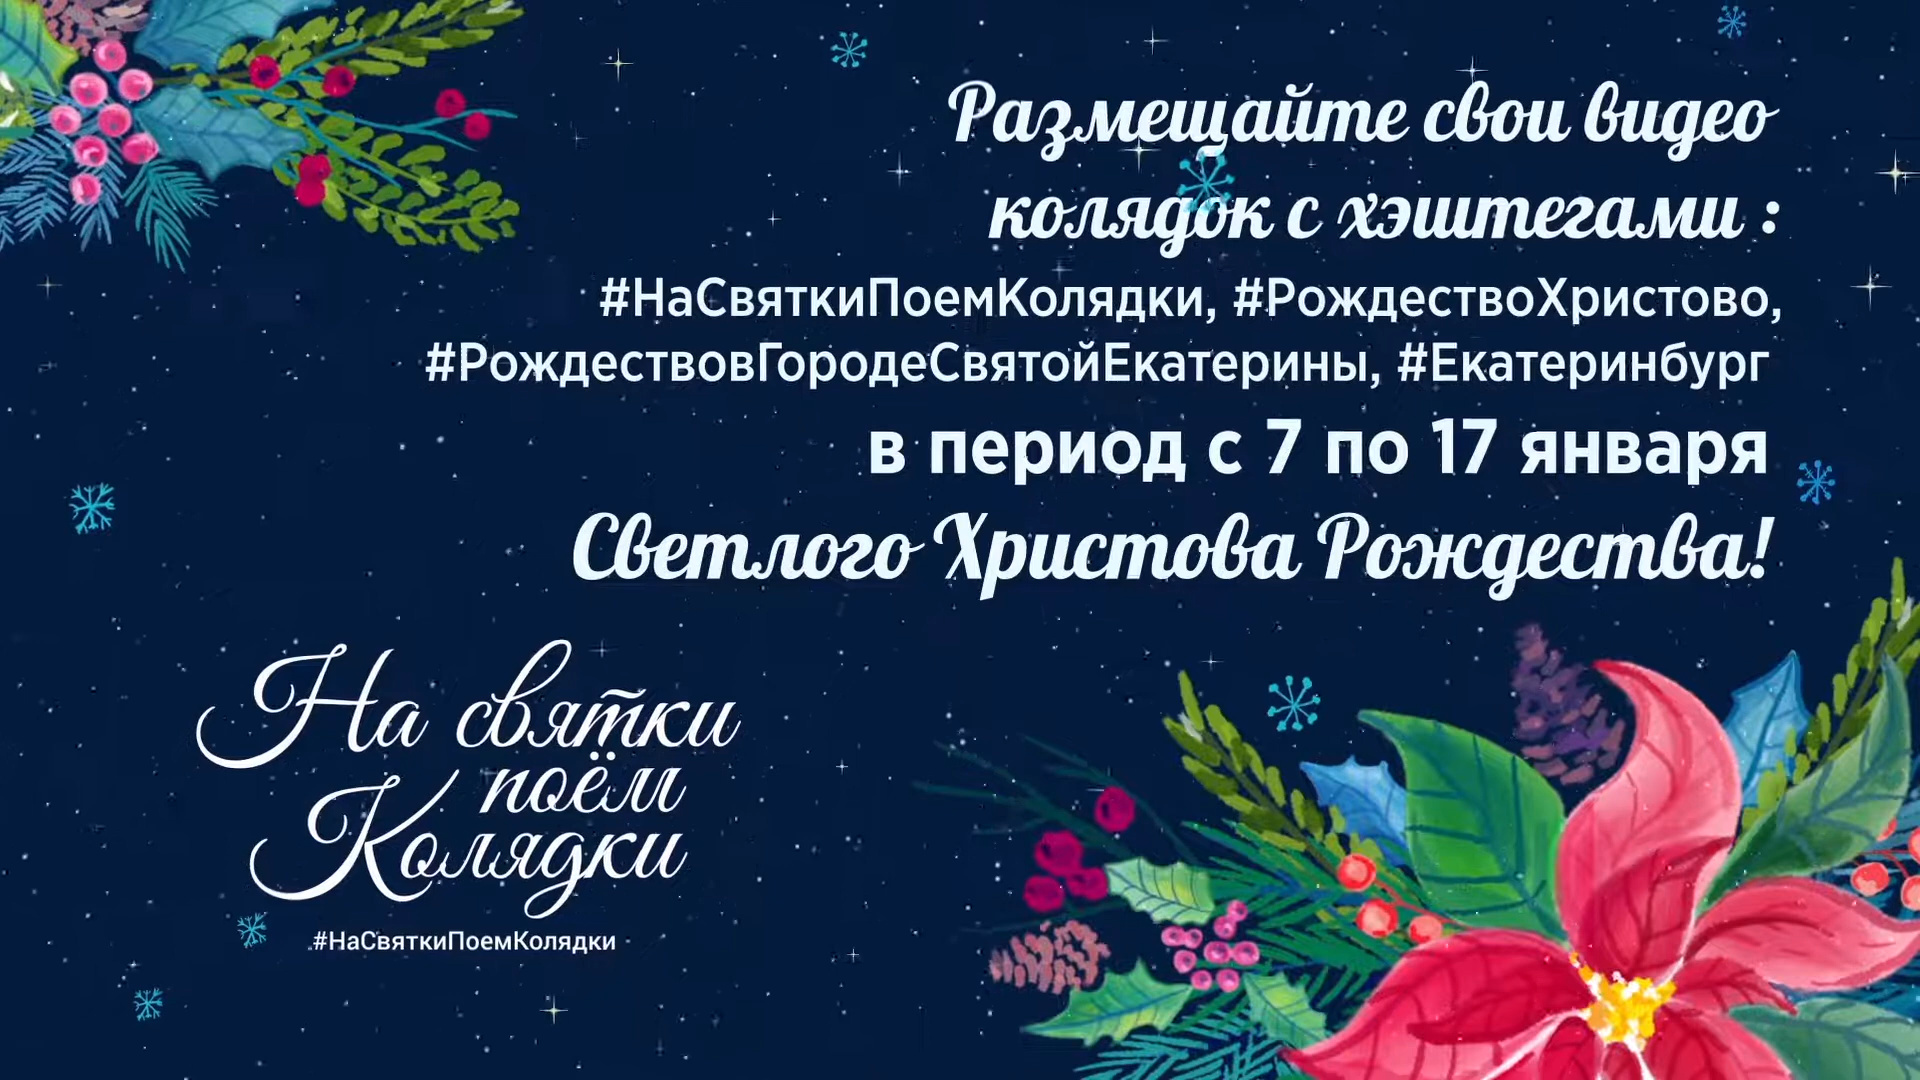 Размещайте свои видео
колядок с хэштегами :
#НаСвяткиПоемКолядки, #РождествоХристово,
#РождествовГородеСвятойЕкатерины, #Екатеринбург
в период с 7 по 17 января
Светлого Христова Рождества!
На святки
поём
Колядки
#НаСвяткиПоемКолядки